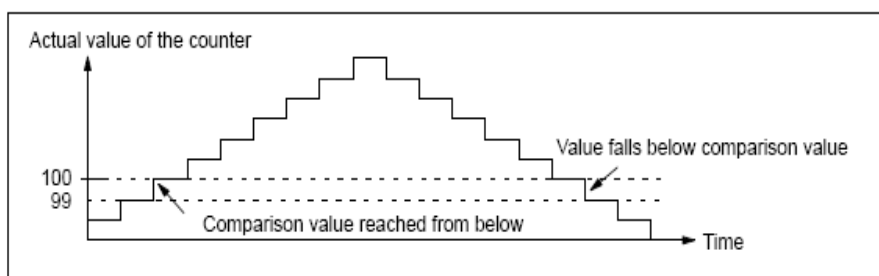 Actual value of the counter
Value falls below comparison value
100
99
Comparison value reached from below
Time